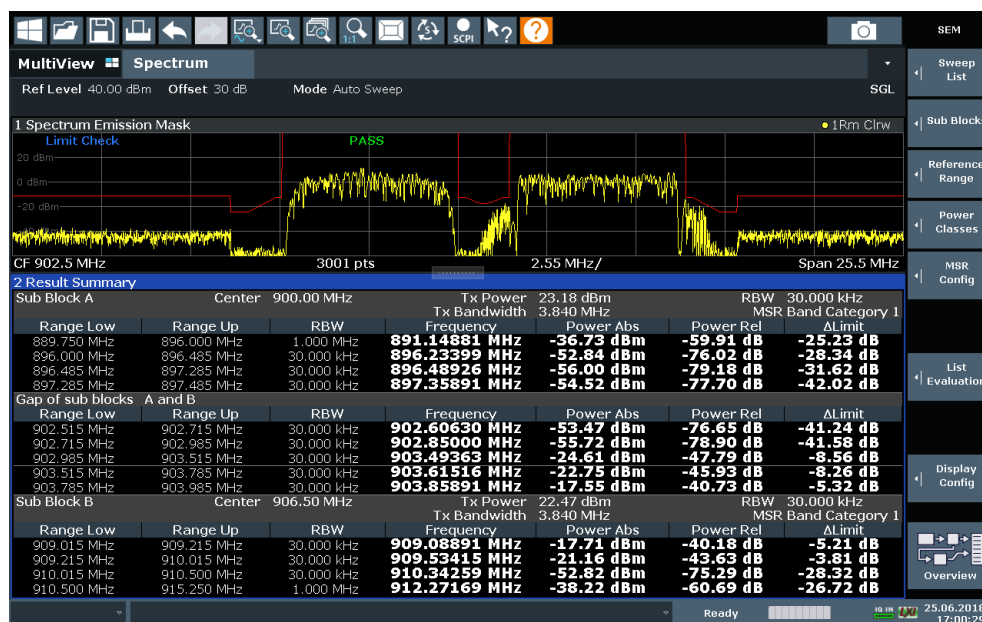 1:1
SCPI
?
?
SEM
MultiView Spectrum
Ref Level 40.00 dBm Offset 30 dB Mode Auto Sweep SGL
1 Spectrum Emission Mask 1Rm Clrw
Limit Check PASS
20 dBm
0 dBm
-20 dBm
CF 902.5 MHz 3001 pts 2.55 MHz/ Span 25.5 MHz
2 Result Summary
Sub Block A Center 900.00 MHz Tx Power 23.18 dBm RBW 30.000 kHz
Tx Bandwidth 3.840 MHz MSR Band Category 1
Range Low Range Up RBW Frequency Power Abs Power Rel ΔLimit
889.750 MHz 896.000 MHz 1.000 MHz 891.14881 MHz -36.73 dBm -59.91 dB -25.23 dB
896.000 MHz 896.485 MHz 30.000 kHz 896.23399 MHz -52.84 dBm -76.02 dB -28.34 dB
896.485 MHz 897.285 MHz 30.000 kHz 896.48926 MHz -56.00 dBm -79.18 dB -31.62 dB
897.285 MHz 897.485 MHz 30.000 kHz 897.35891 MHz -54.52 dBm -77.70 dB -42.02 dB
Gap of sub blocks A and B
Range Low Range Up RBW Frequency Power Abs Power Rel ΔLimit
902.515 MHz 902.715 MHz 30.000 kHz 902.60630 MHz -53.47 dBm -76.65 dB -41.24 dB
902.715 MHz 902.985 MHz 30.000 kHz 902.85000 MHz -55.72 dBm -78.90 dB -41.58 dB
902.985 MHz 903.515 MHz 30.000 kHz 903.49363 MHz -24.61 dBm -47.79 dB -8.56 dB
903.515 MHz 903.785 MHz 30.000 kHz 903.61516 MHz -22.75 dBm -45.93 dB -8.26 dB
903.785 MHz 903.985 MHz 30.000 kHz 903.85891 MHz -17.55 dBm -40.73 dB -5.32 dB
Sub Block B Center 906.50 MHz Tx Power 22.47 dBm RBW 30.000 kHz
Tx Bandwidth 3.840 MHz MSR Band Category 1
Range Low Range Up RBW Frequency Power Abs Power Rel ΔLimit
909.015 MHz 909.215 MHz 30.000 kHz 909.08891 MHz -17.71 dBm -40.18 dB -5.21 dB
909.215 MHz 910.015 MHz 30.000 kHz 909.53415 MHz -21.16 dBm -43.63 dB -3.81 dB
910.015 MHz 910.500 MHz 30.000 kHz 910.34259 MHz -52.82 dBm -75.29 dB -28.32 dB
910.500 MHz 915.250 MHz 1.000 MHz 912.27169 MHz -38.22 dBm -60.69 dB -26.72 dB
Sweep
List
Sub Block
Reference
Range
Power
Classes
MSR
Config
List
Evaluation
Display
Config
Overview
Ready
25.06.2018
17:00:29